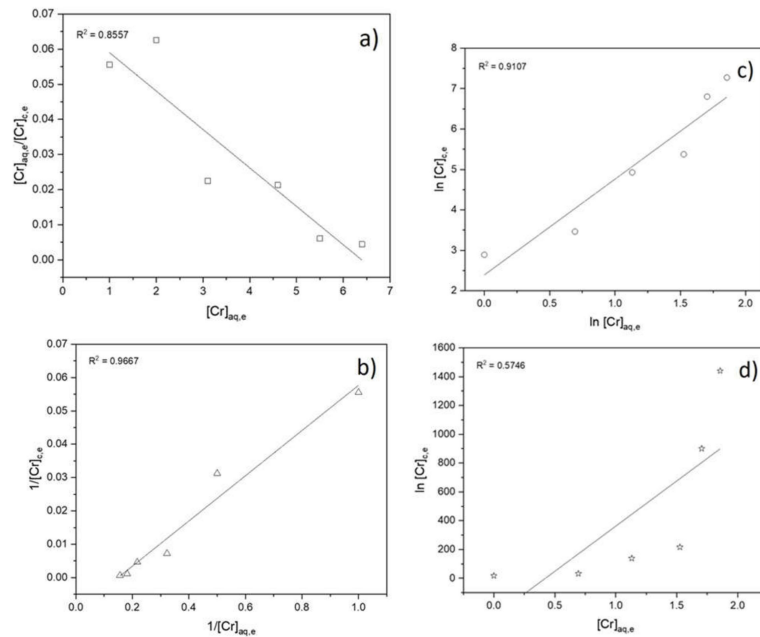 R² = 0.8557
a)
0.07
0.06
0.05
0.04
0.03
0.02
0.01
0.00
[Cr]aq,e/[Cr]c,e
0 1 2 3 4 5 6 7
[Cr]aq,e
R² = 0.9107
c)
8
7
6
5
4
3
2
ln [Cr]c,e
0.0 0.5 1.0 1.5 2.0
ln [Cr]aq,e
R² = 0.9667
b)
0.07
0.06
0.05
0.04
0.03
0.02
0.01
0.00
1/[Cr]c,e
0.2 0.4 0.6 0.8 1.0
1/[Cr]aq,e
R² = 0.5746
d)
1600
1400
1200
1000
800
600
400
200
0
ln [Cr]c,e
0.0 0.5 1.0 1.5 2.0
[Cr]aq,e